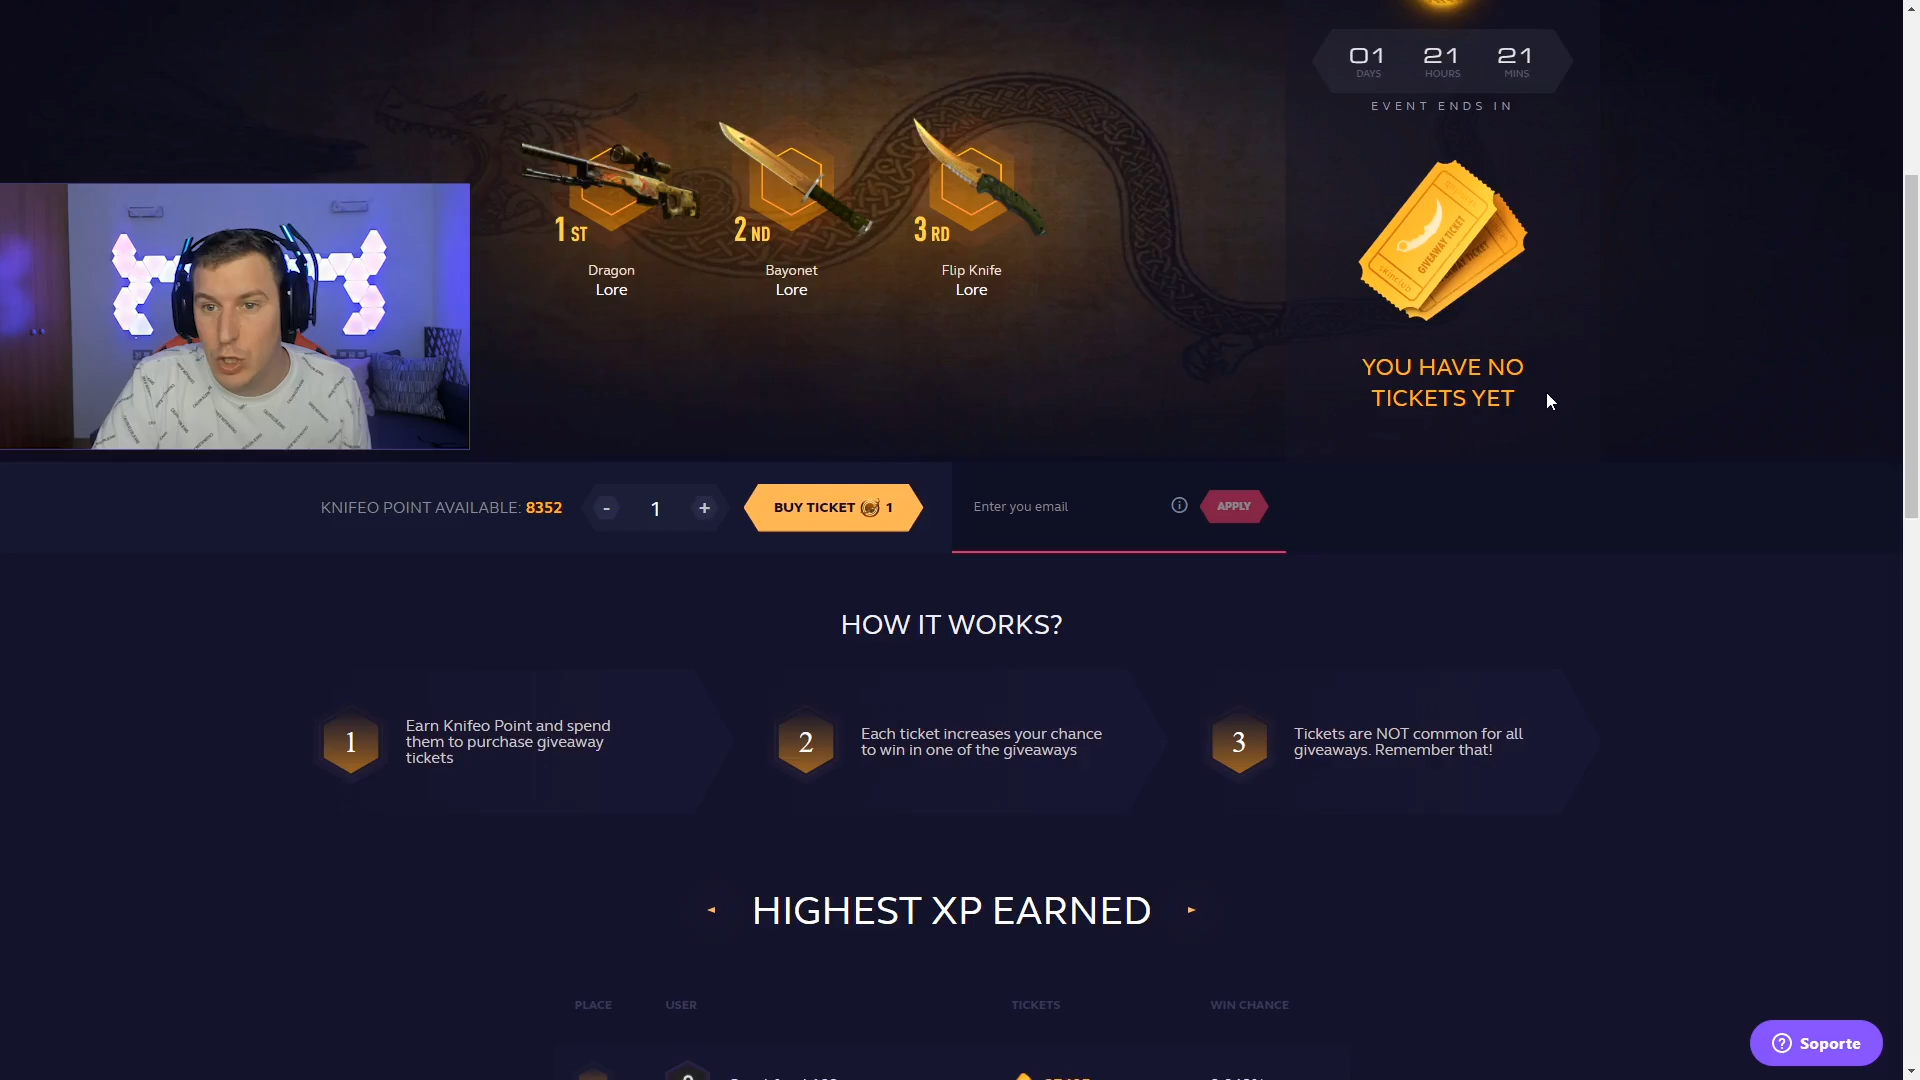 01 21 21
DAYS HOURS MINS
EVENT ENDS IN
1 ST
2 ND
3 RD
Dragon
Lore
Bayonet
Lore
Flip Knife
Lore
GIVEAWAY TICKET
YOU HAVE NO
TICKETS YET
KNIFEO POINT AVAILABLE: 8352
- 1 +
BUY TICKET 1
Enter you email
APPLY
HOW IT WORKS?
1
Earn Knifeo Point and spend
them to purchase giveaway
tickets
2
Each ticket increases your chance
to win in one of the giveaways
3
Tickets are NOT common for all
giveaways. Remember that!
HIGHEST XP EARNED
PLACE USER TICKETS WIN CHANCE
Soporte